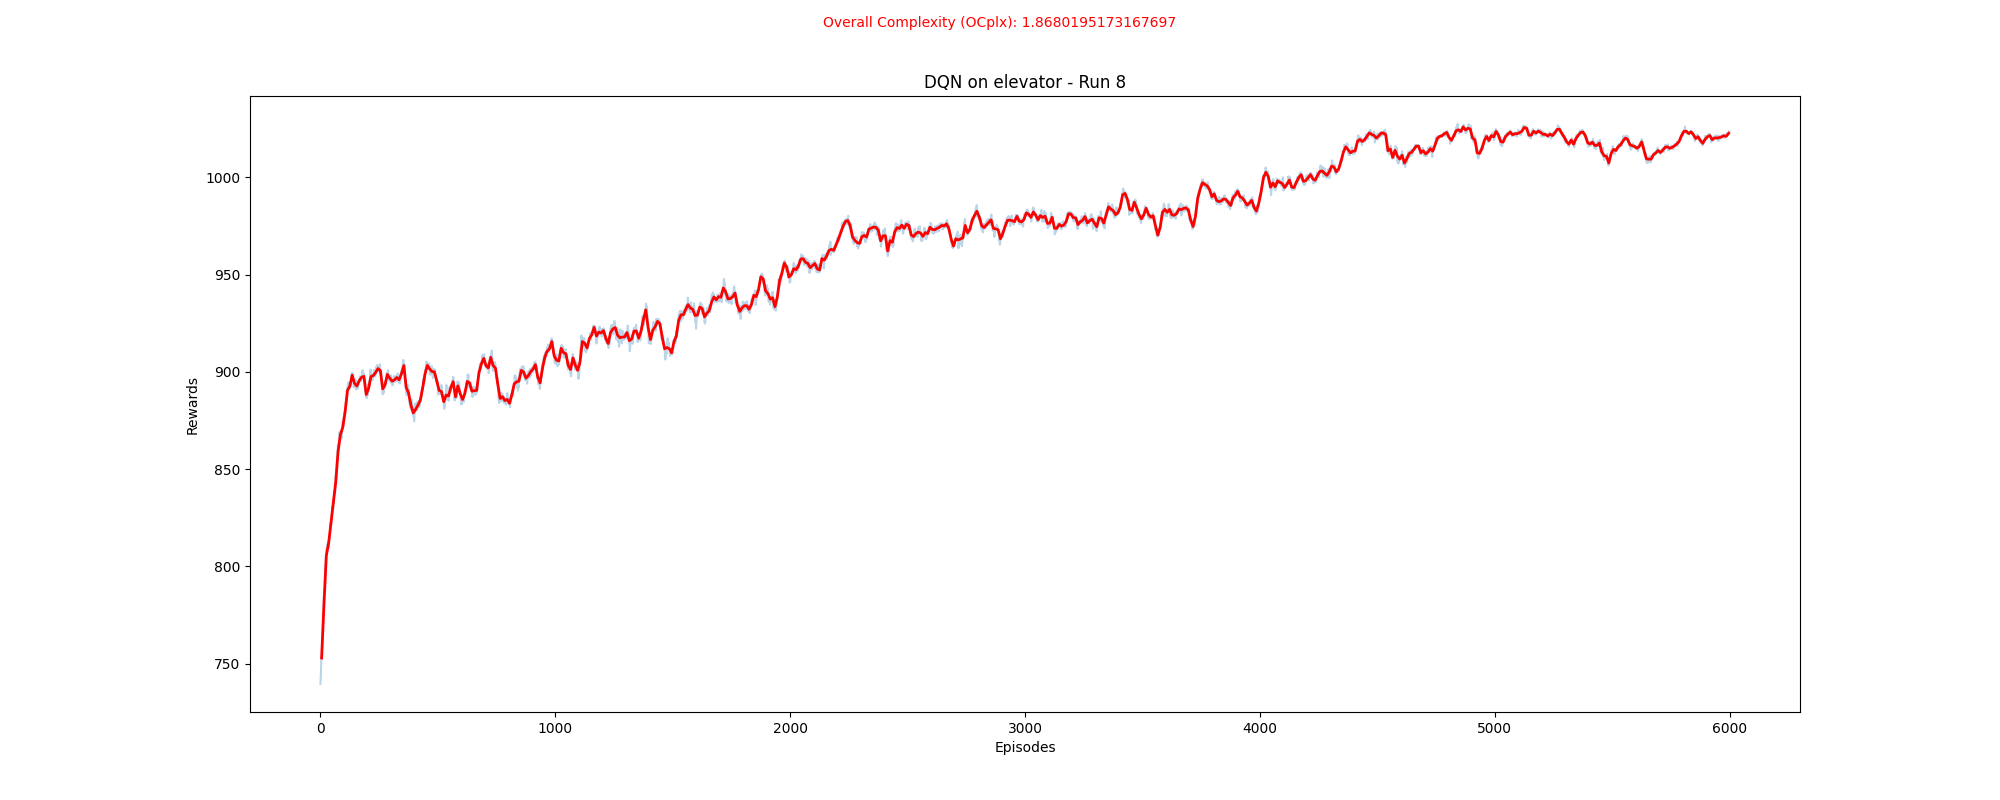 Overall Complexity (OCplx): 1.8680195173167697
DQN on elevator - Run 8
Rewards
1000
950
900
850
800
750
0 1000 2000 3000 4000 5000 6000
Episodes